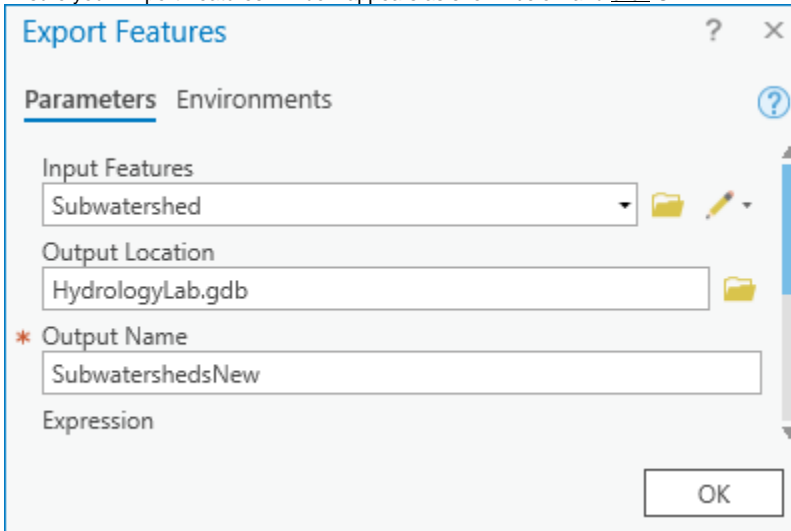 Export Features ? ×
Parameters Environments
?
Input Features
Subwatershed
Output Location
HydrologyLab.gdb
* Output Name
SubwatershedsNew
Expression
OK